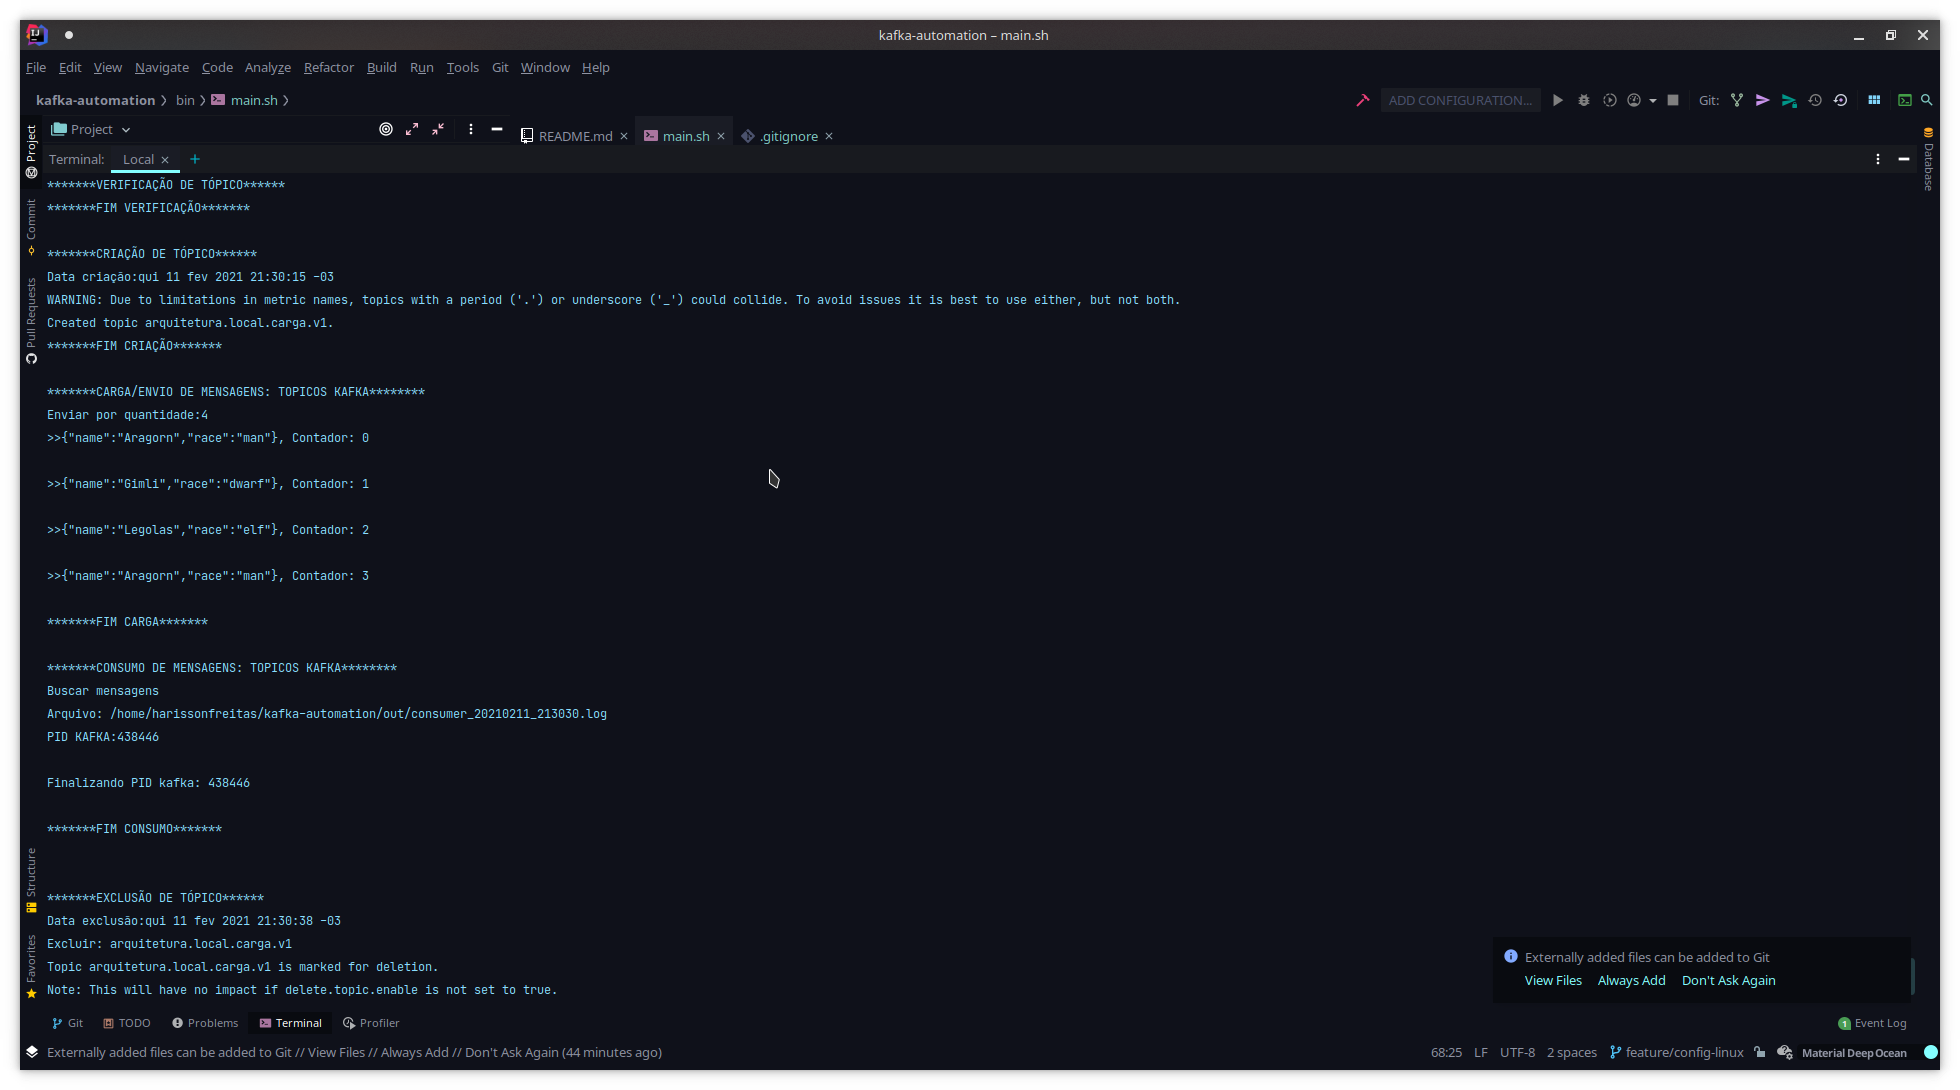 kafka-automation – main.sh
File Edit View Navigate Code Analyze Refactor Build Run Tools Git Window Help
kafka-automation bin main.sh ADD CONFIGURATION... Git:
Project README.md main.sh .gitignore
Terminal: Local
*******VERIFICAÇÃO DE TÓPICO******
*******FIM VERIFICAÇÃO*******
*******CRIAÇÃO DE TÓPICO******
Data criação:qui 11 fev 2021 21:30:15 -03
WARNING: Due to limitations in metric names, topics with a period ('.') or underscore ('_') could collide. To avoid issues it is best to use either, but not both.
Created topic arquitetura.local.carga.v1.
*******FIM CRIAÇÃO*******
*******CARGA/ENVIO DE MENSAGENS: TOPICOS KAFKA********
Enviar por quantidade:4
>>{"name":"Aragorn","race":"man"}, Contador: 0
>>{"name":"Gimli","race":"dwarf"}, Contador: 1
>>{"name":"Legolas","race":"elf"}, Contador: 2
>>{"name":"Aragorn","race":"man"}, Contador: 3
*******FIM CARGA*******
*******CONSUMO DE MENSAGENS: TOPICOS KAFKA********
Buscar mensagens
Arquivo: /home/harissonfreitas/kafka-automation/out/consumer_20210211_213030.log
PID KAFKA:438446
Finalizando PID kafka: 438446
*******FIM CONSUMO*******
*******EXCLUSÃO DE TÓPICO******
Data exclusão:qui 11 fev 2021 21:30:38 -03
Excluir: arquitetura.local.carga.v1
Topic arquitetura.local.carga.v1 is marked for deletion.
Note: This will have no impact if delete.topic.enable is not set to true.
Project
Commit
Pull Requests
Structure
Favorites
Database
Externally added files can be added to Git
View Files Always Add Don't Ask Again
Git TODO Problems Terminal Profiler 1 Event Log
Externally added files can be added to Git // View Files // Always Add // Don't Ask Again (44 minutes ago) 68:25 LF UTF-8 2 spaces feature/config-linux Material Deep Ocean